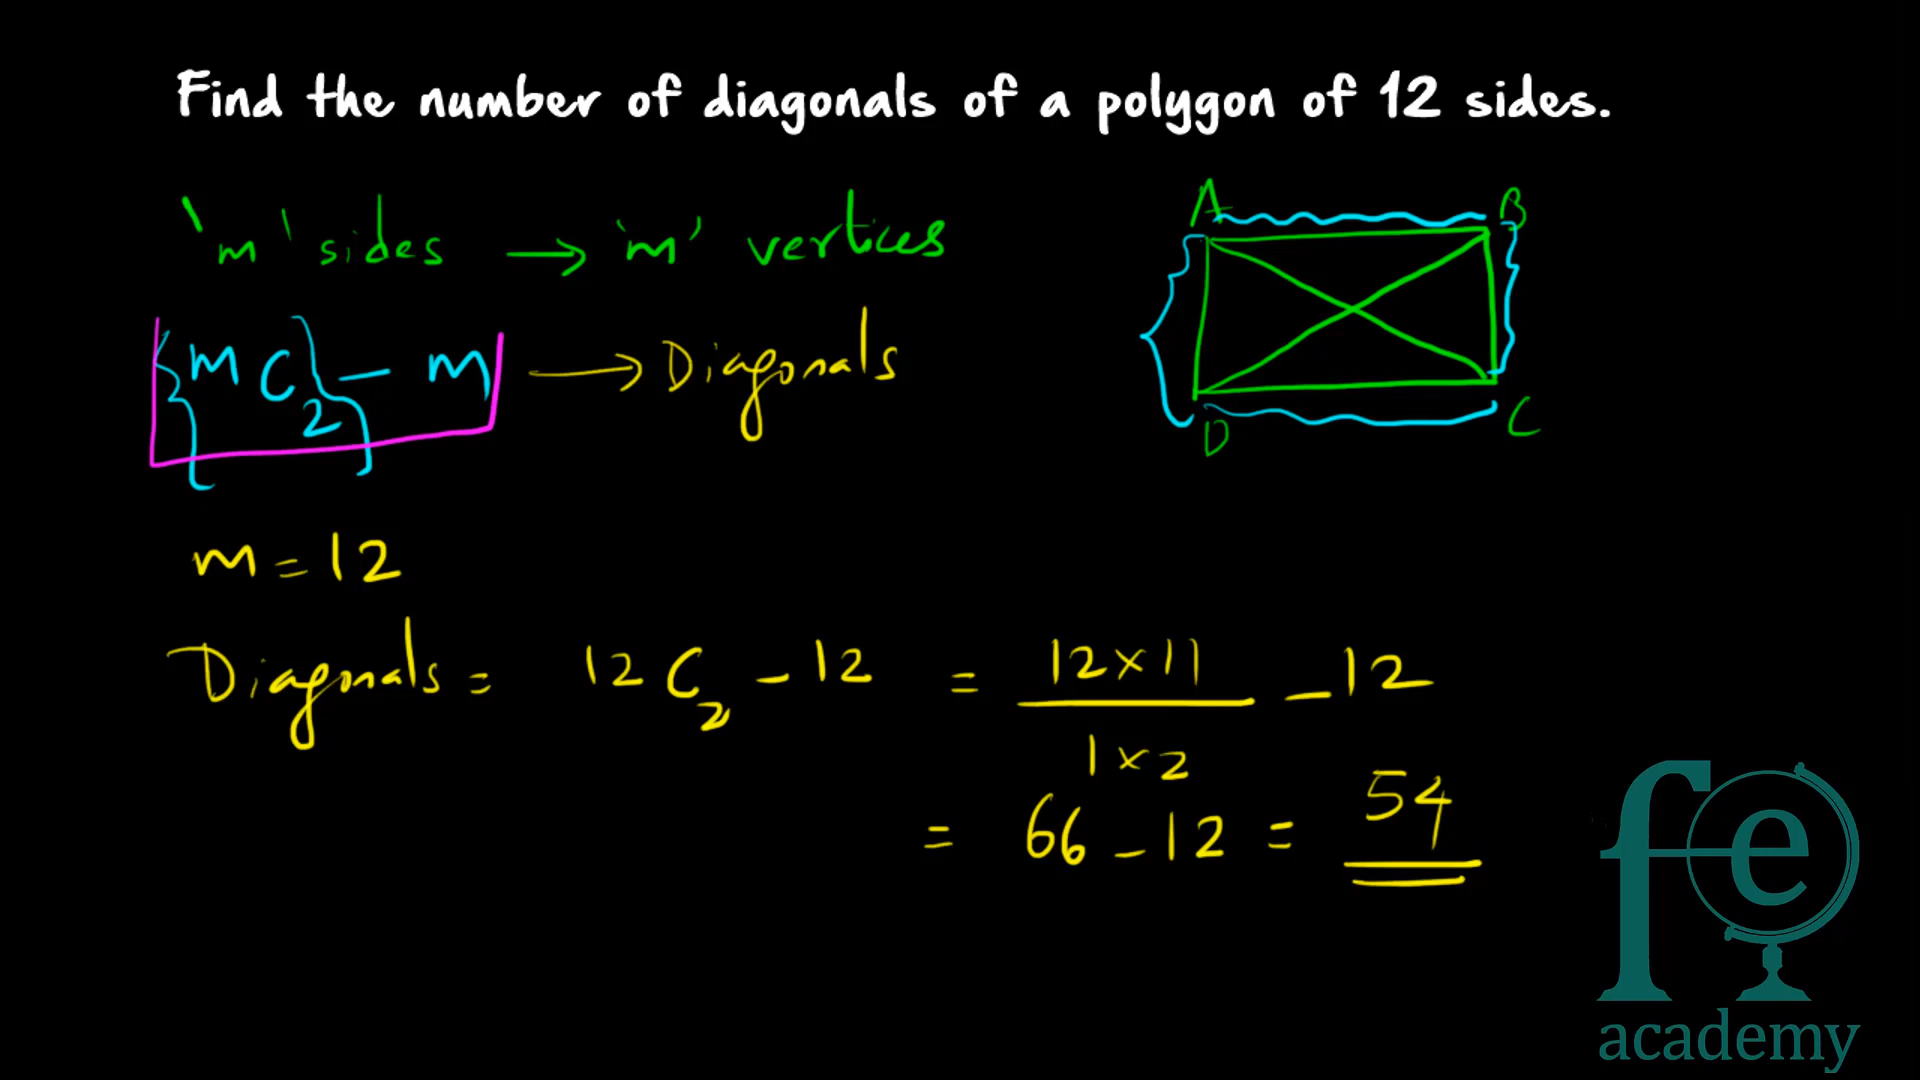 Find the number of diagonals of a polygon of 12 sides.
'm' sides → 'm' vertices
A B
{mC₂} - m → Diagonals
D C
m = 12
Diagonals = 12C₂ - 12 = 12×11/1×2 - 12
= 66 - 12 = 54
fe
academy